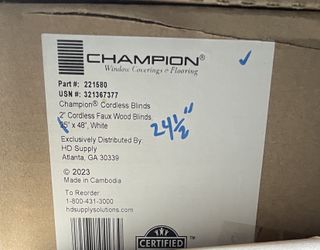 CHAMPION®
Window Coverings & Flooring
Part #: 221580
USN #: 321367377
Champion® Cordless Blinds
2" Cordless Faux Wood Blinds
25" x 48", White
24 1/2"
Exclusively Distributed By:
HD Supply
Atlanta, GA 30339
© 2023
Made in Cambodia
To Reorder:
1-800-431-3000
hdsupplysolutions.com
CERTIFIED